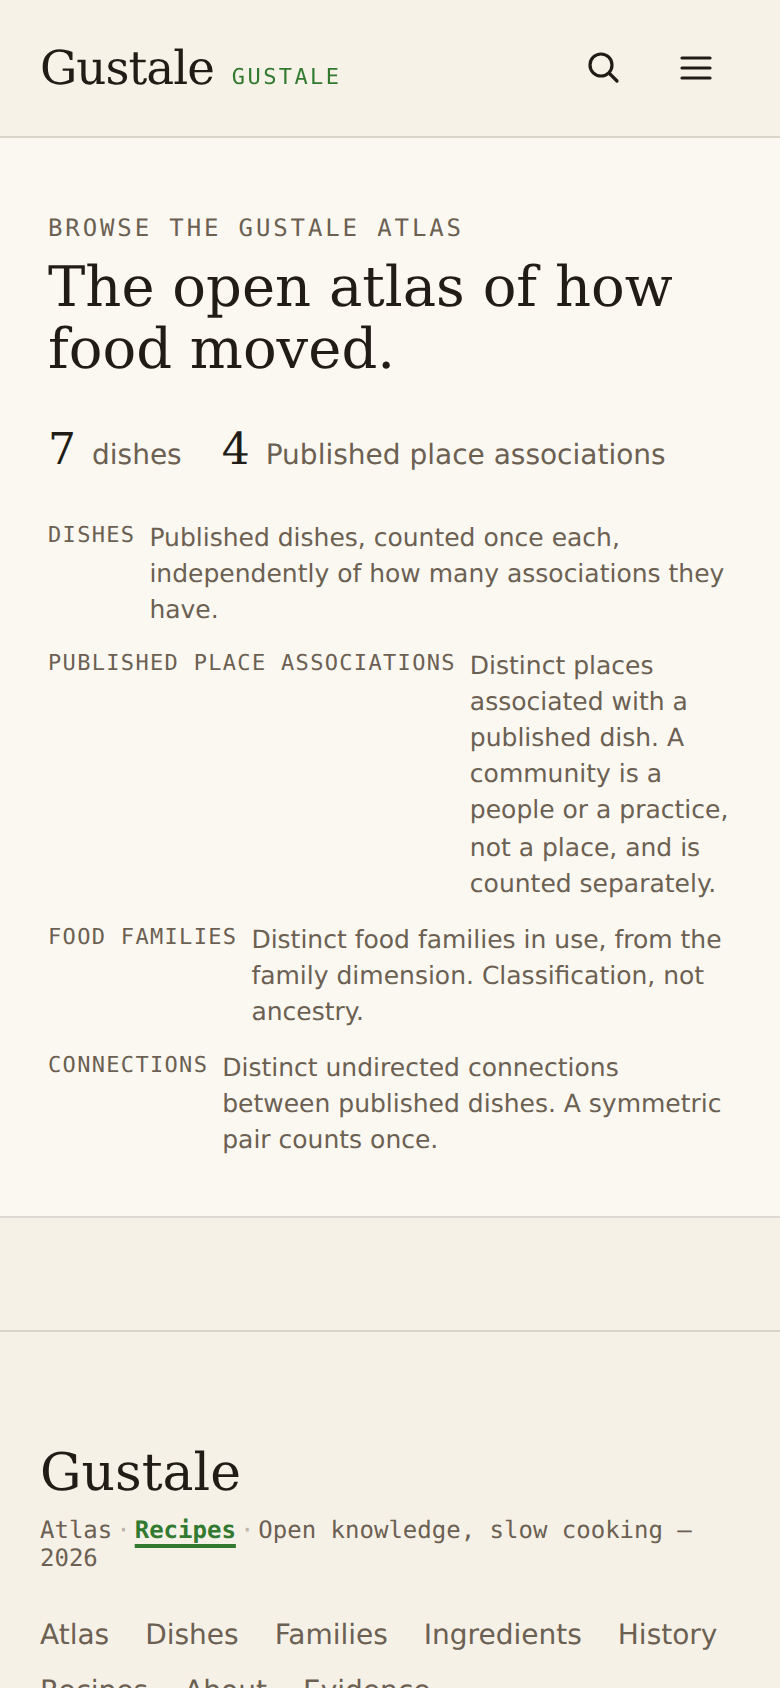 Gustale GUSTALE
BROWSE THE GUSTALE ATLAS
The open atlas of how
food moved.
7 dishes 4 Published place associations
DISHES Published dishes, counted once each,
independently of how many associations they
have.
PUBLISHED PLACE ASSOCIATIONS Distinct places
associated with a
published dish. A
community is a
people or a practice,
not a place, and is
counted separately.
FOOD FAMILIES Distinct food families in use, from the
family dimension. Classification, not
ancestry.
CONNECTIONS Distinct undirected connections
between published dishes. A symmetric
pair counts once.
Gustale
Atlas · Recipes · Open knowledge, slow cooking —
2026
Atlas Dishes Families Ingredients History
Recipes About Evidence